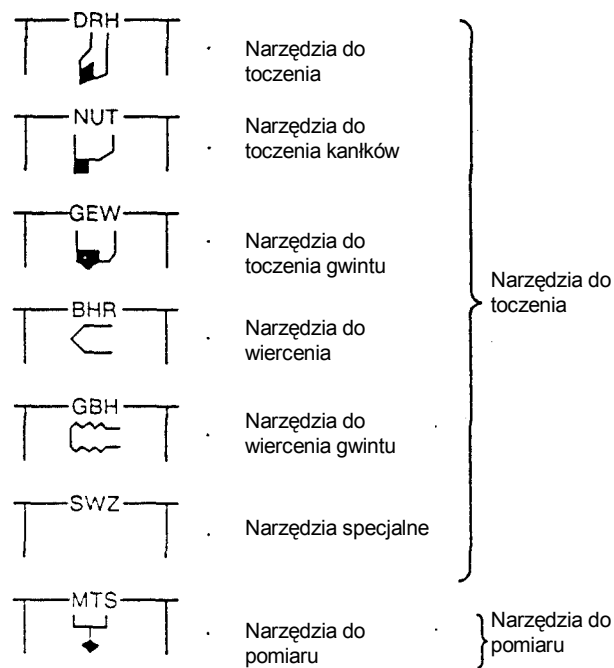 DRH
Narzędzia do
toczenia
NUT
Narzędzia do
toczenia kanłków
GEW
Narzędzia do
toczenia gwintu
BHR
Narzędzia do
wiercenia
GBH
Narzędzia do
wiercenia gwintu
SWZ
Narzędzia specjalne
Narzędzia do
toczenia
MTS
Narzędzia do
pomiaru
Narzędzia do
pomiaru